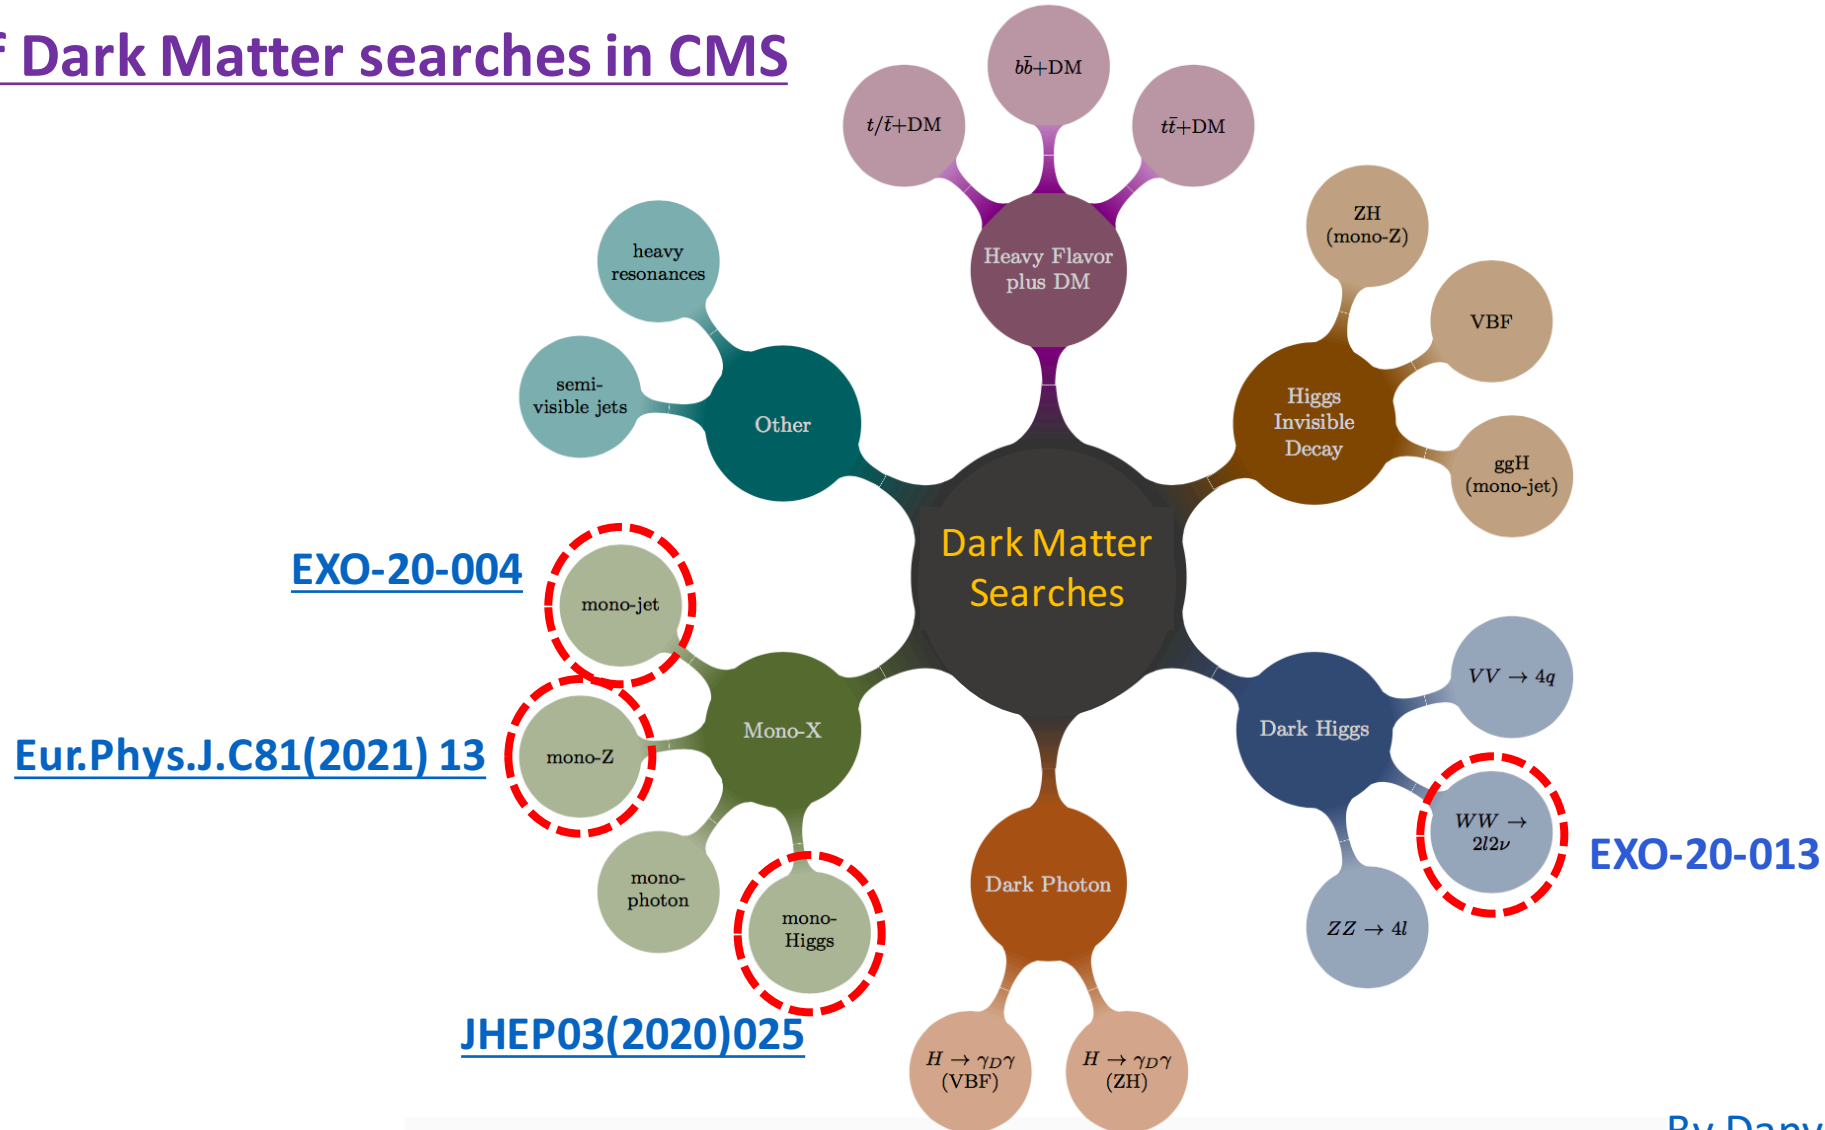 f Dark Matter searches in CMS
bb̄+DM
t/t̄+DM
tt̄+DM
Heavy Flavor
plus DM
ZH
(mono-Z)
VBF
Higgs
Invisible
Decay
ggH
(mono-jet)
heavy
resonances
semi-
visible jets
Other
Dark Matter
Searches
EXO-20-004
mono-jet
Eur.Phys.J.C81(2021) 13
mono-Z
Mono-X
mono-
photon
mono-
Higgs
JHEP03(2020)025
Dark Higgs
VV → 4q
WW →
2l2ν
EXO-20-013
ZZ → 4l
Dark Photon
H → γDγ
(VBF)
H → γDγ
(ZH)